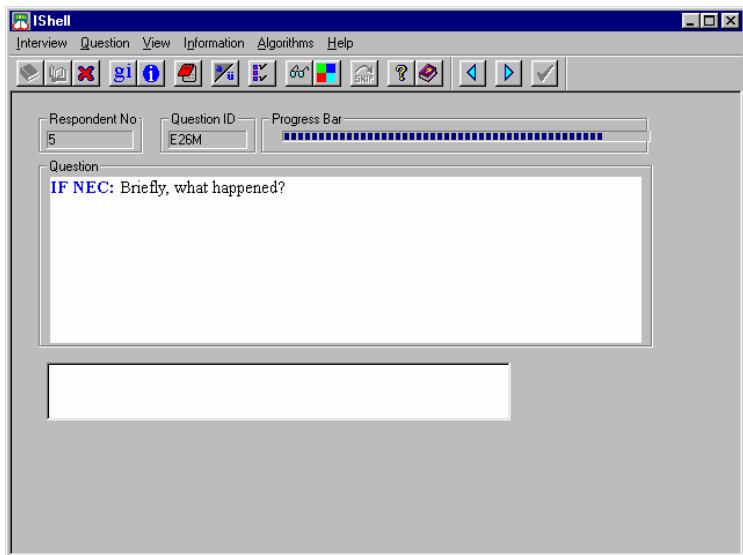 IShell
Interview Question View Information Algorithms Help
gi
SKIP
Respondent No Question ID Progress Bar
5 E26M
Question
IF NEC: Briefly, what happened?